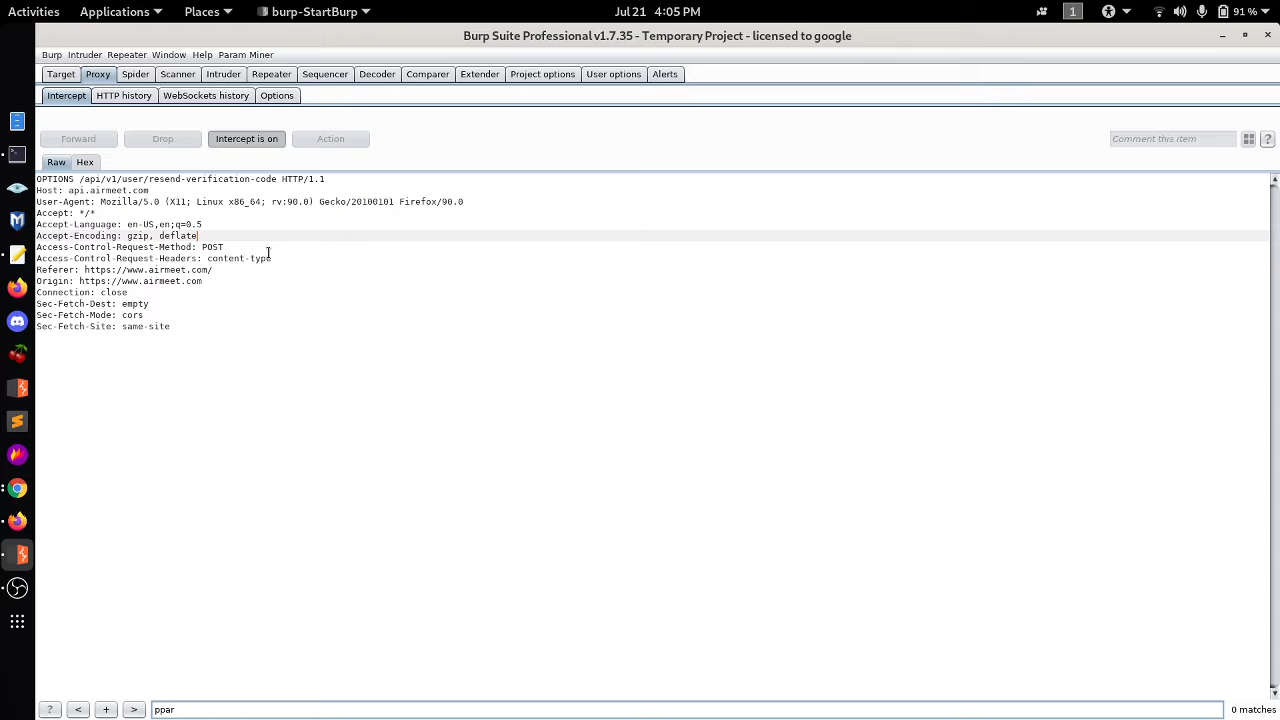 Activities Applications Places burp-StartBurp Jul 21 4:05 PM 1 91 %
Burp Suite Professional v1.7.35 - Temporary Project - licensed to google
Burp Intruder Repeater Window Help Param Miner
Target Proxy Spider Scanner Intruder Repeater Sequencer Decoder Comparer Extender Project options User options Alerts
Intercept HTTP history WebSockets history Options
Forward Drop Intercept is on Action Comment this item ?
Raw Hex
OPTIONS /api/v1/user/resend-verification-code HTTP/1.1
Host: api.airmeet.com
User-Agent: Mozilla/5.0 (X11; Linux x86_64; rv:90.0) Gecko/20100101 Firefox/90.0
Accept: */*
Accept-Language: en-US,en;q=0.5
Accept-Encoding: gzip, deflate
Access-Control-Request-Method: POST
Access-Control-Request-Headers: content-type
Referer: https://www.airmeet.com/
Origin: https://www.airmeet.com
Connection: close
Sec-Fetch-Dest: empty
Sec-Fetch-Mode: cors
Sec-Fetch-Site: same-site
? < + > ppar 0 matches